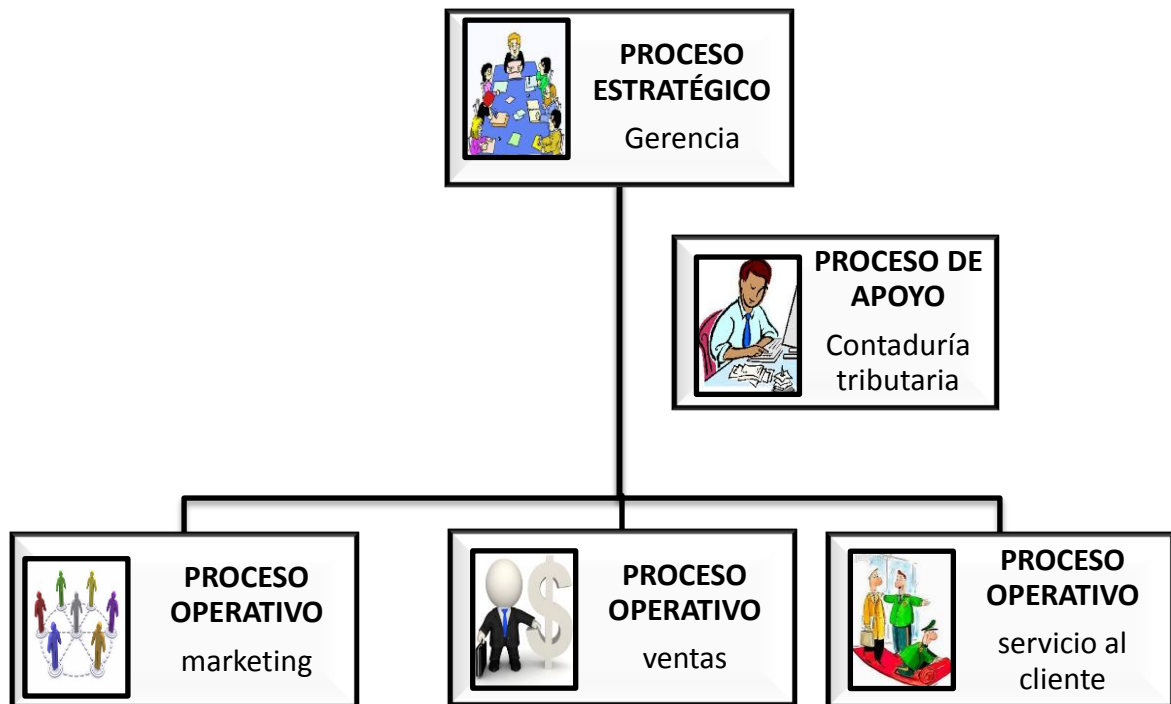 PROCESO
ESTRATÉGICO
Gerencia
PROCESO DE
APOYO
Contaduría
tributaria
PROCESO
OPERATIVO
marketing
PROCESO
OPERATIVO
ventas
PROCESO
OPERATIVO
servicio al
cliente